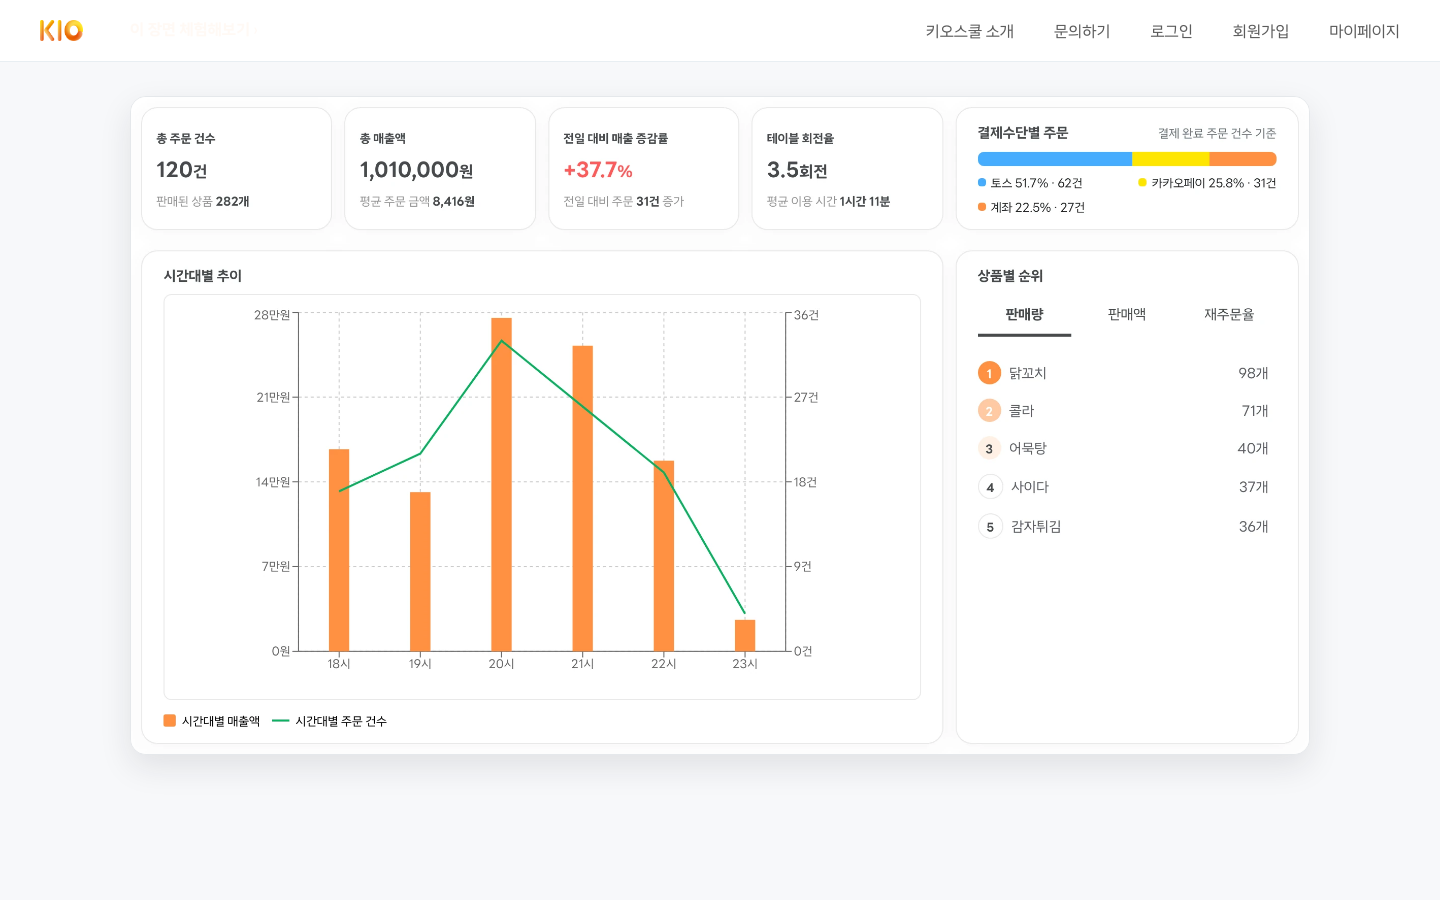 KIO
이 장면 체험해보기
키오스쿨 소개
문의하기
로그인
회원가입
마이페이지
총 주문 건수
120건
판매된 상품 282개
총 매출액
1,010,000원
평균 주문 금액 8,416원
전일 대비 매출 증감률
+37.7%
전일 대비 주문 31건 증가
테이블 회전율
3.5회전
평균 이용 시간 1시간 11분
결제수단별 주문
결제 완료 주문 건수 기준
토스 51.7% · 62건
카카오페이 25.8% · 31건
계좌 22.5% · 27건
시간대별 추이
28만원
36건
21만원
27건
14만원
18건
7만원
9건
0원
0건
18시
19시
20시
21시
22시
23시
시간대별 매출액
시간대별 주문 건수
상품별 순위
판매량
판매액
재주문율
1 닭꼬치 98개
2 콜라 71개
3 어묵탕 40개
4 사이다 37개
5 감자튀김 36개